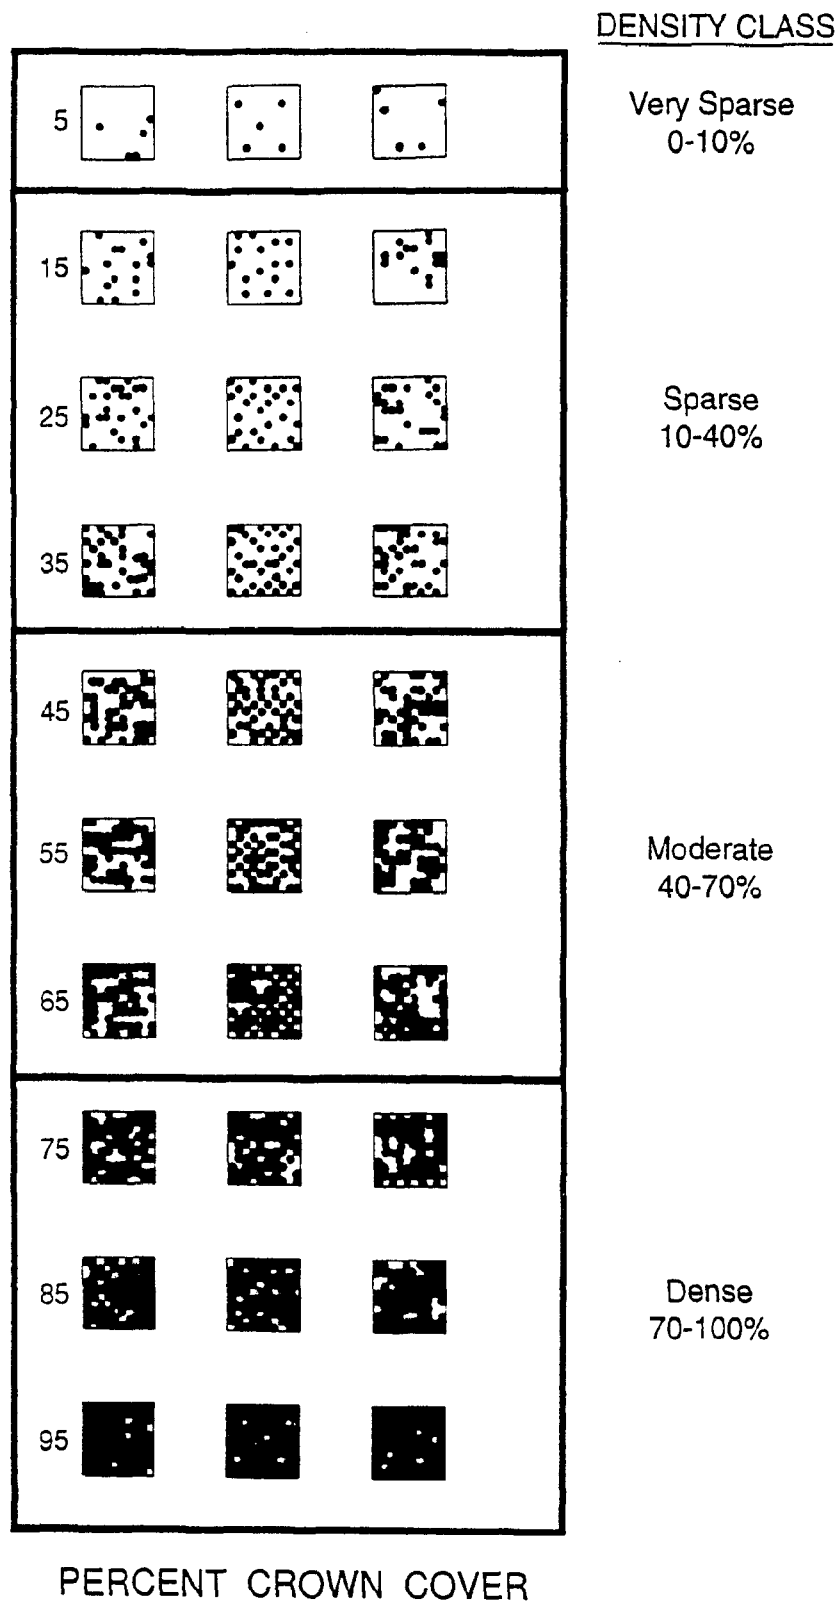 DENSITY CLASS
5
Very Sparse
0-10%
15
25
Sparse
10-40%
35
45
55
Moderate
40-70%
65
75
85
Dense
70-100%
95
PERCENT CROWN COVER